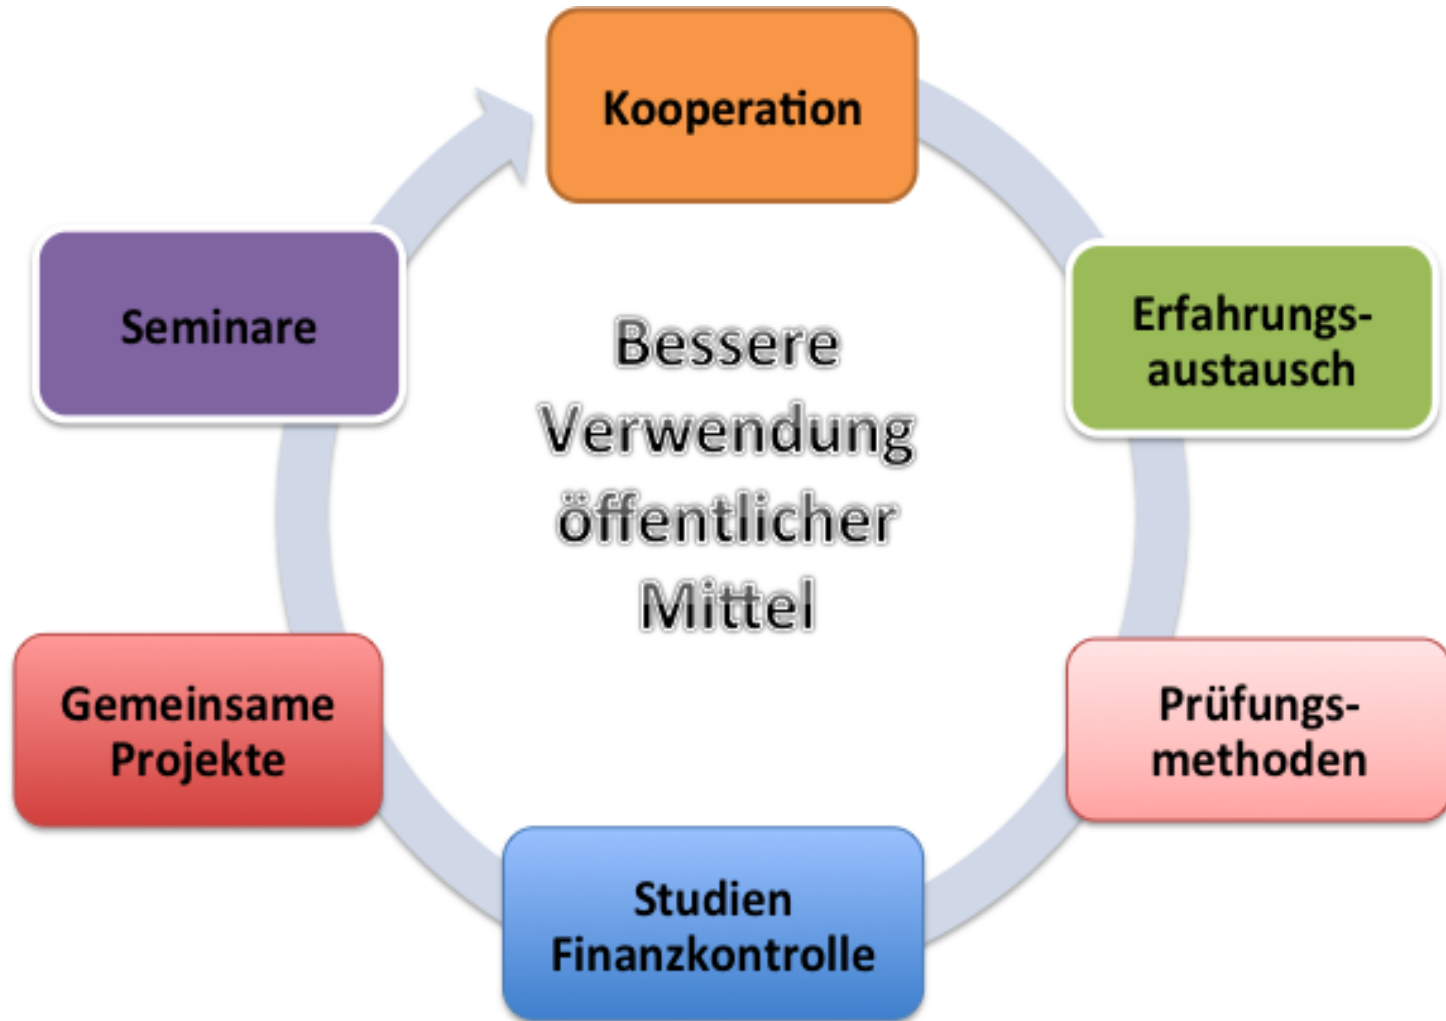 Kooperation
Erfahrungs-
austausch
Prüfungs-
methoden
Studien
Finanzkontrolle
Gemeinsame
Projekte
Seminare
Bessere
Verwendung
öffentlicher
Mittel